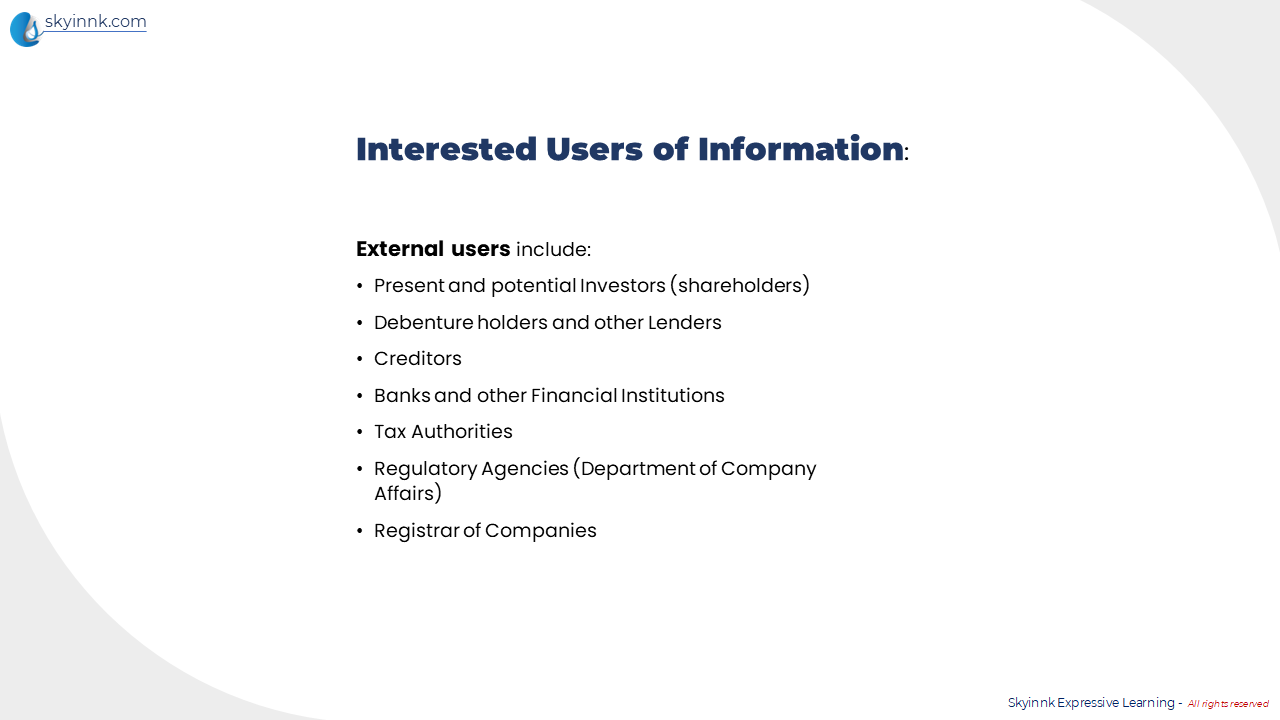 skyinnk.com
Interested Users of Information:
External users include:
• Present and potential Investors (shareholders)
• Debenture holders and other Lenders
• Creditors
• Banks and other Financial Institutions
• Tax Authorities
• Regulatory Agencies (Department of Company
Affairs)
• Registrar of Companies
Skyinnk Expressive Learning - All rights reserved